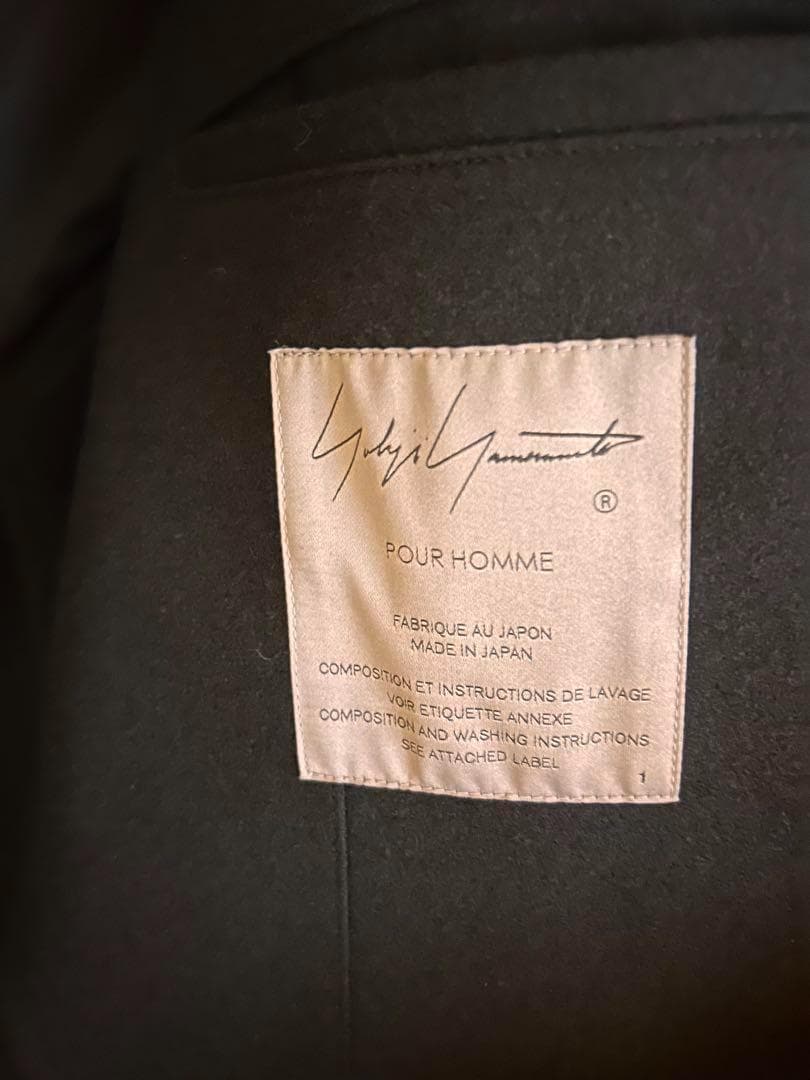 Yohji Yamamoto
®
POUR HOMME
FABRIQUE AU JAPON
MADE IN JAPAN
COMPOSITION ET INSTRUCTIONS DE LAVAGE
VOIR ETIQUETTE ANNEXE
COMPOSITION AND WASHING INSTRUCTIONS
SEE ATTACHED LABEL
1